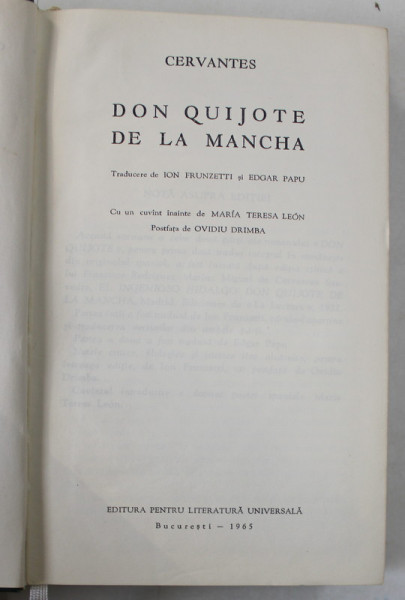 CERVANTES
DON QUIJOTE
DE LA MANCHA
Traducere de ION FRUNZETTI și EDGAR PAPU
Cu un cuvînt înainte de MARÍA TERESA LEÓN
Postfața de OVIDIU DRIMBA
EDITURA PENTRU LITERATURĂ UNIVERSALĂ
București – 1965